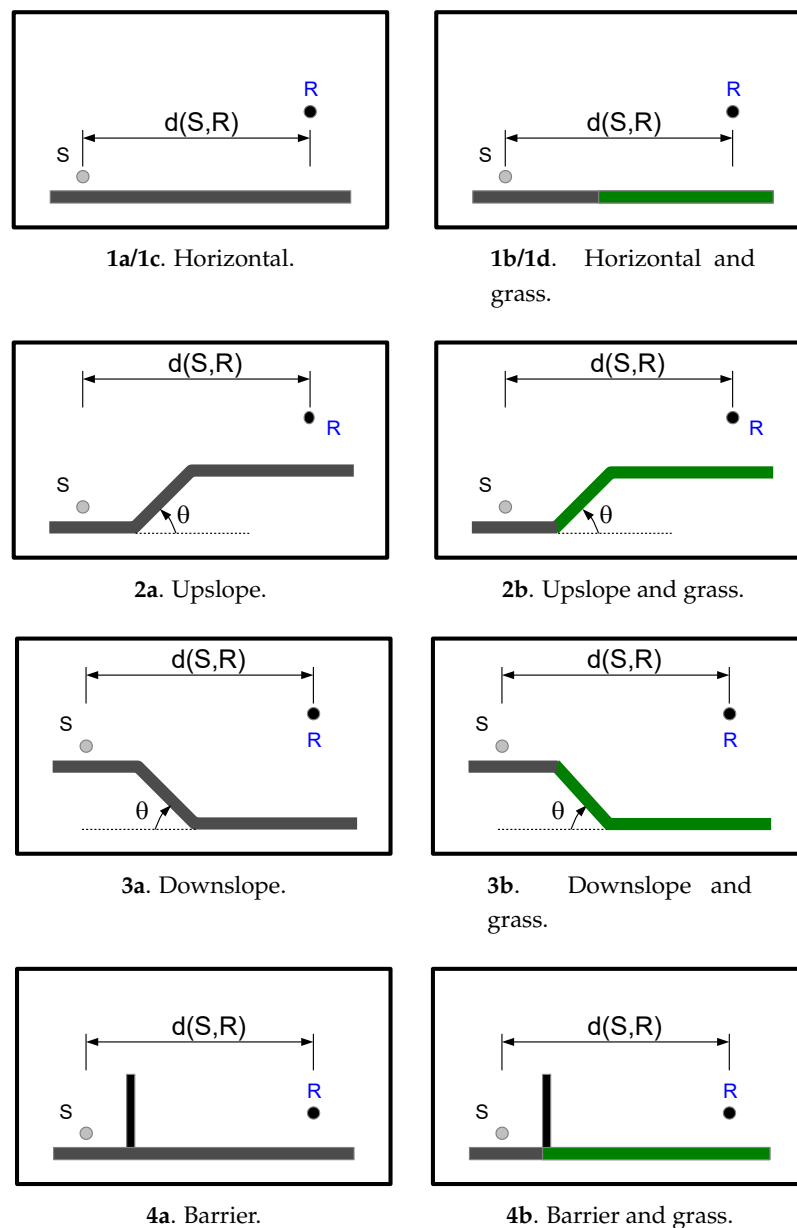 R
d(S,R)
S
1a/1c. Horizontal.
R
d(S,R)
S
1b/1d. Horizontal and
grass.
d(S,R)
R
S
θ
2a. Upslope.
d(S,R)
R
S
θ
2b. Upslope and grass.
d(S,R)
S
R
θ
3a. Downslope.
d(S,R)
S
R
θ
3b. Downslope and
grass.
d(S,R)
R
S
4a. Barrier.
d(S,R)
R
S
4b. Barrier and grass.